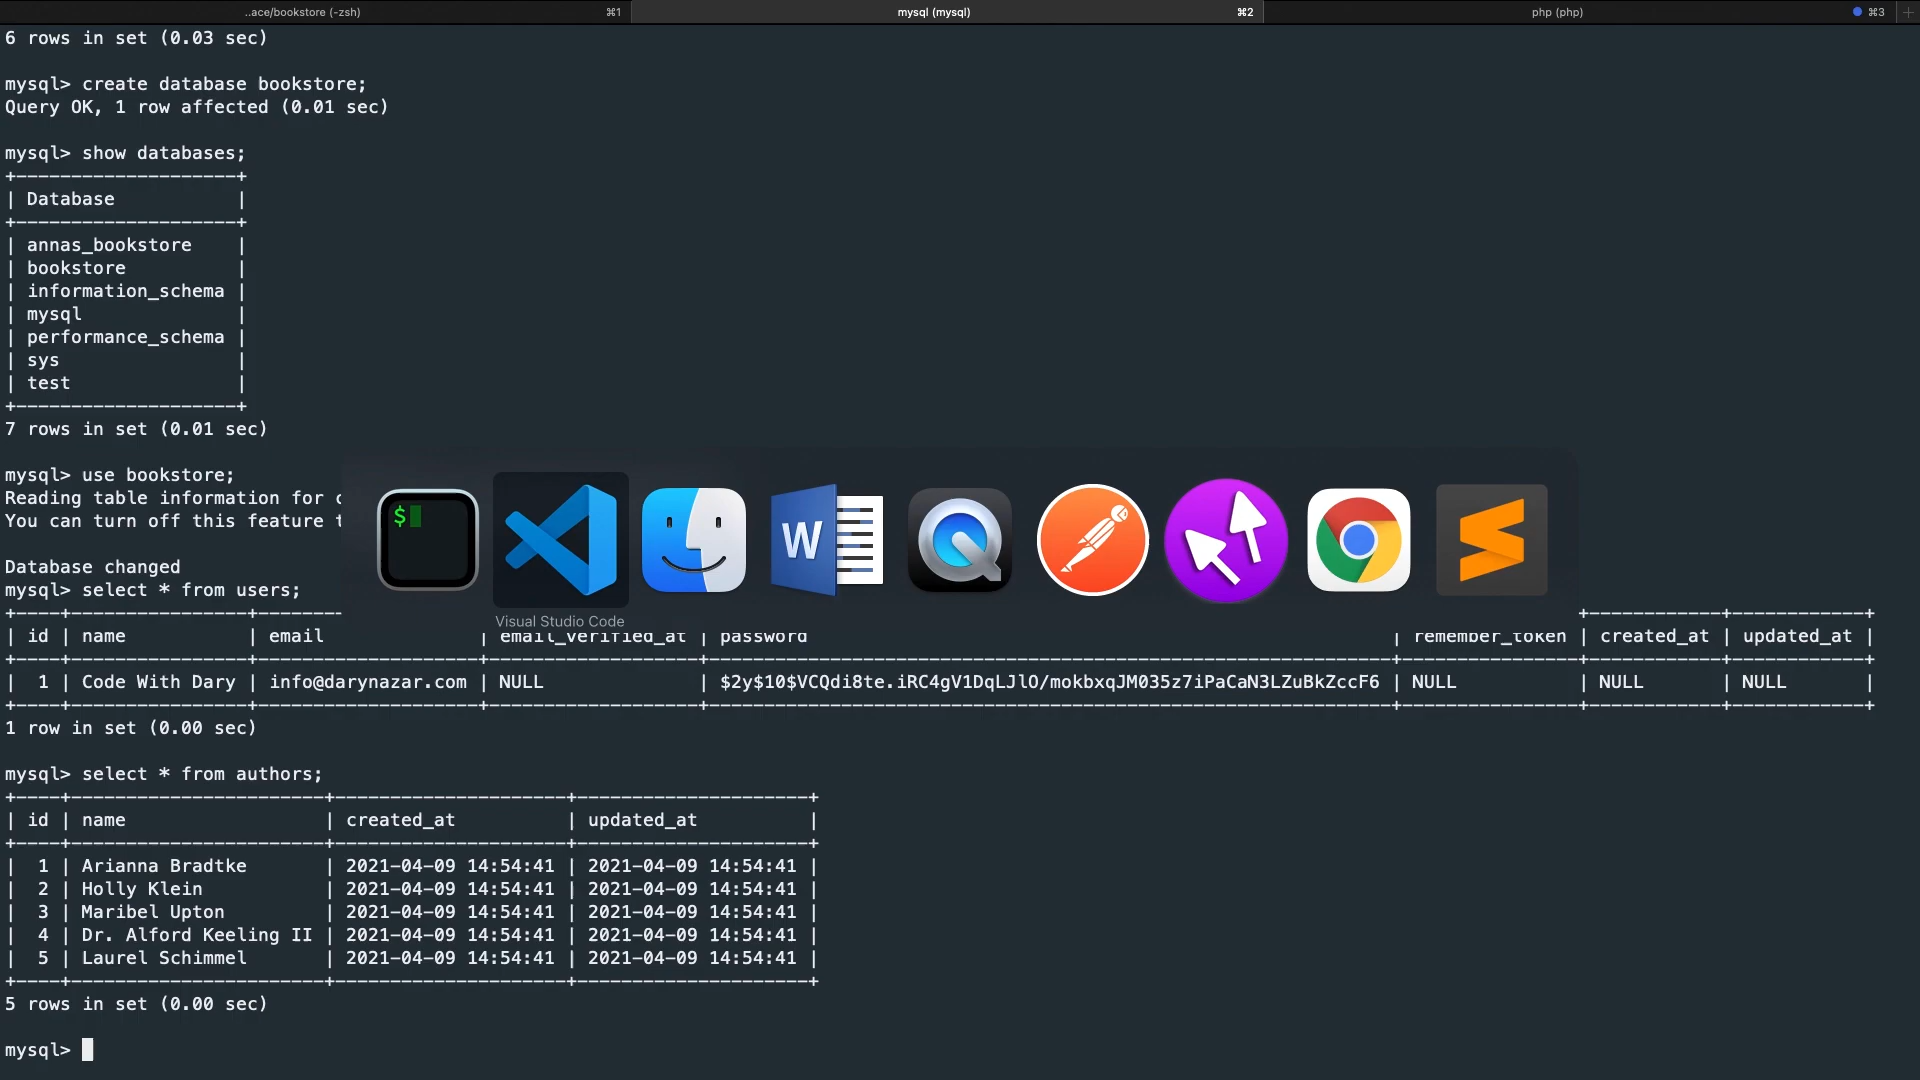 ..ace/bookstore (-zsh) ⌘1 mysql (mysql) ⌘2 php (php) ⌘3
6 rows in set (0.03 sec)
mysql> create database bookstore;
Query OK, 1 row affected (0.01 sec)
mysql> show databases;
+--------------------+
| Database           |
+--------------------+
| annas_bookstore    |
| bookstore          |
| information_schema |
| mysql              |
| performance_schema |
| sys                |
| test               |
+--------------------+
7 rows in set (0.01 sec)
mysql> use bookstore;
Reading table information for
You can turn off this feature
$
W
Database changed
mysql> select * from users;
Visual Studio Code
| id | name | email | email_verified_at | password | remember_token | created_at | updated_at |
| 1 | Code With Dary | info@darynazar.com | NULL | $2y$10$VCQdi8te.iRC4gV1DqLJlO/mokbxqJM035z7iPaCaN3LZuBkZccF6 | NULL | NULL | NULL |
1 row in set (0.00 sec)
mysql> select * from authors;
+----+-----------------------+---------------------+---------------------+
| id | name                  | created_at          | updated_at          |
+----+-----------------------+---------------------+---------------------+
|  1 | Arianna Bradtke       | 2021-04-09 14:54:41 | 2021-04-09 14:54:41 |
|  2 | Holly Klein           | 2021-04-09 14:54:41 | 2021-04-09 14:54:41 |
|  3 | Maribel Upton         | 2021-04-09 14:54:41 | 2021-04-09 14:54:41 |
|  4 | Dr. Alford Keeling II | 2021-04-09 14:54:41 | 2021-04-09 14:54:41 |
|  5 | Laurel Schimmel       | 2021-04-09 14:54:41 | 2021-04-09 14:54:41 |
+----+-----------------------+---------------------+---------------------+
5 rows in set (0.00 sec)
mysql>